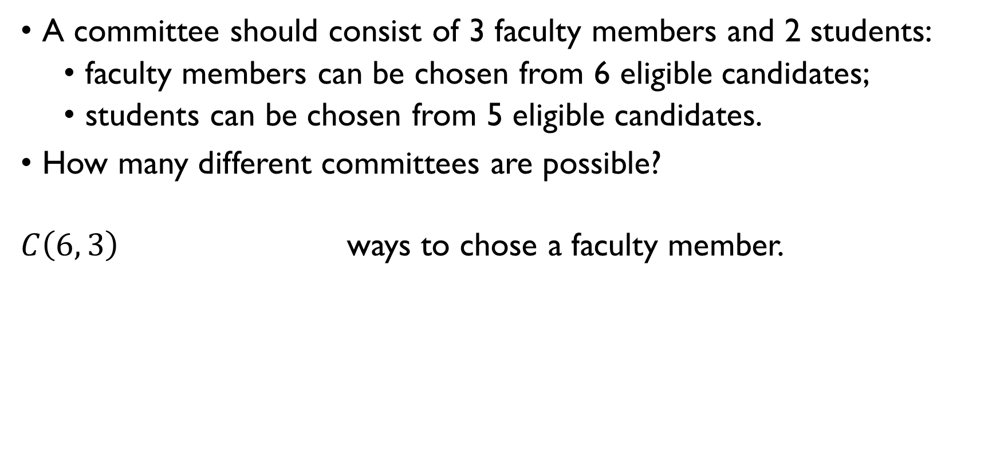 • A committee should consist of 3 faculty members and 2 students:
• faculty members can be chosen from 6 eligible candidates;
• students can be chosen from 5 eligible candidates.
• How many different committees are possible?
C(6, 3) ways to chose a faculty member.